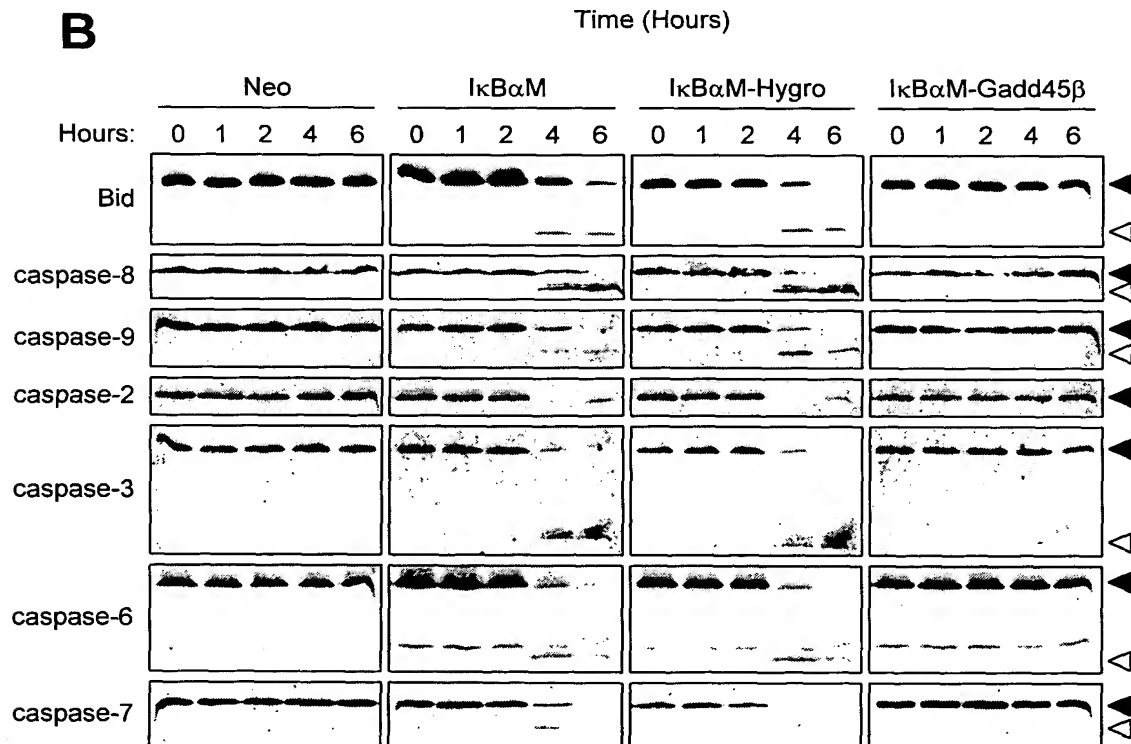 Time (Hours)
B
Neo IκBαM IκBαM-Hygro IκBαM-Gadd45β
Hours: 0 1 2 4 6 0 1 2 4 6 0 1 2 4 6 0 1 2 4 6
Bid
caspase-8
caspase-9
caspase-2
caspase-3
caspase-6
caspase-7